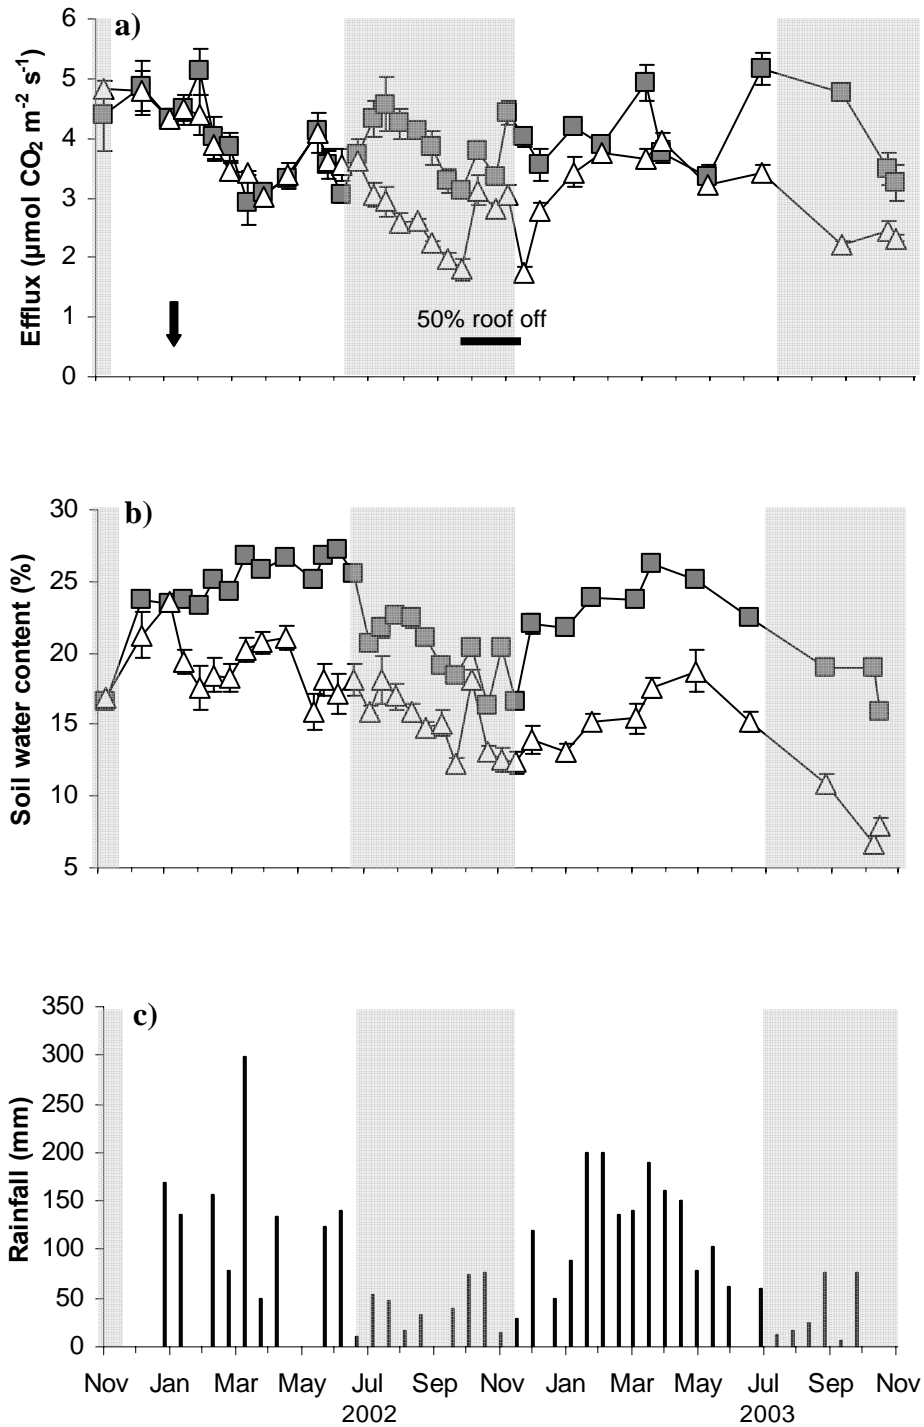 a)
6
5
4
3
2
1
0
Efflux (µmol CO₂ m⁻² s⁻¹)
50% roof off
b)
30
25
20
15
10
5
Soil water content (%)
c)
350
300
250
200
150
100
50
0
Rainfall (mm)
Nov Jan Mar May Jul Sep Nov Jan Mar May Jul Sep Nov
2002 2003